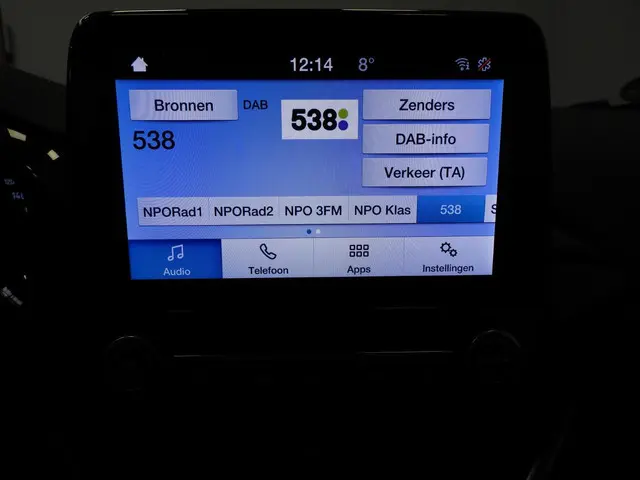 12:14 8°
Bronnen DAB 538 Zenders
538
DAB-info
Verkeer (TA)
NPORad1 NPORad2 NPO 3FM NPO Klas 538 S
Audio Telefoon Apps Instellingen